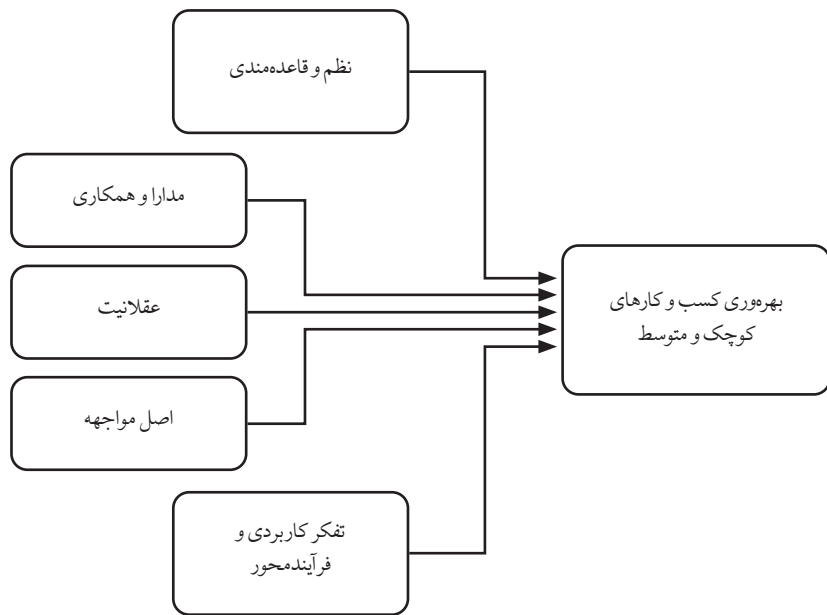 نظم و قاعده‌مندی
مدارا و همکاری
عقلانیت
اصل مواجهه
تفکر کاربردی و
فرآیندمحور
بهره‌وری کسب و کارهای
کوچک و متوسط